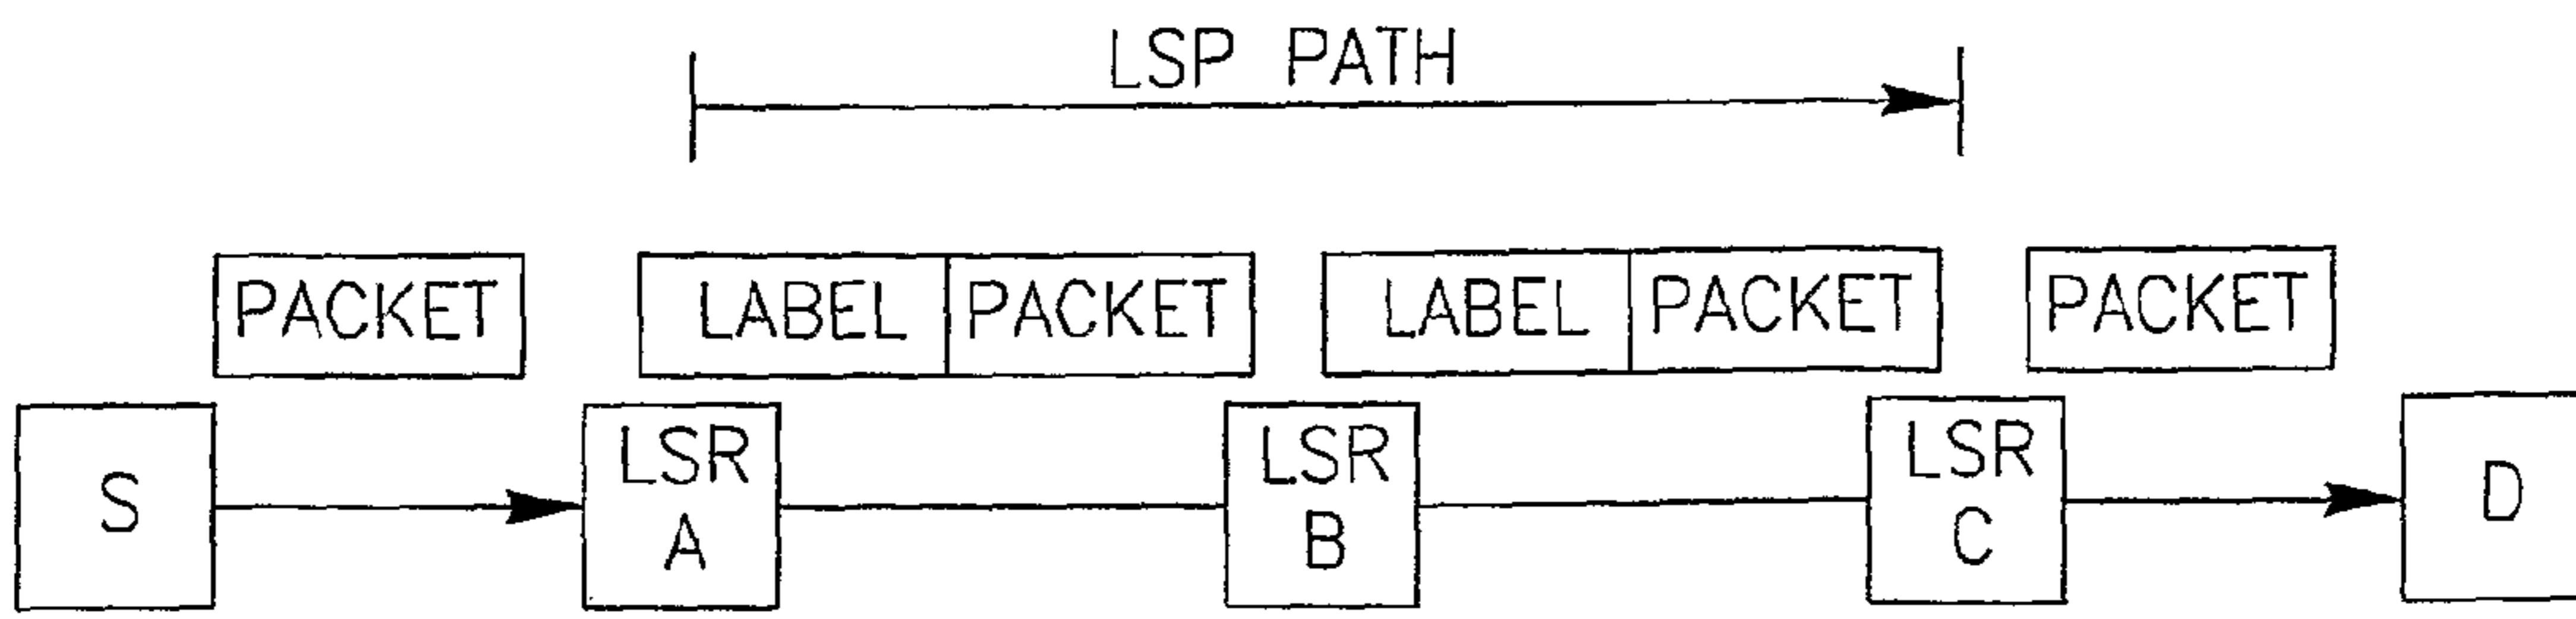 LSP PATH
PACKET LABEL PACKET LABEL PACKET PACKET
S
LSR
A
LSR
B
LSR
C
D